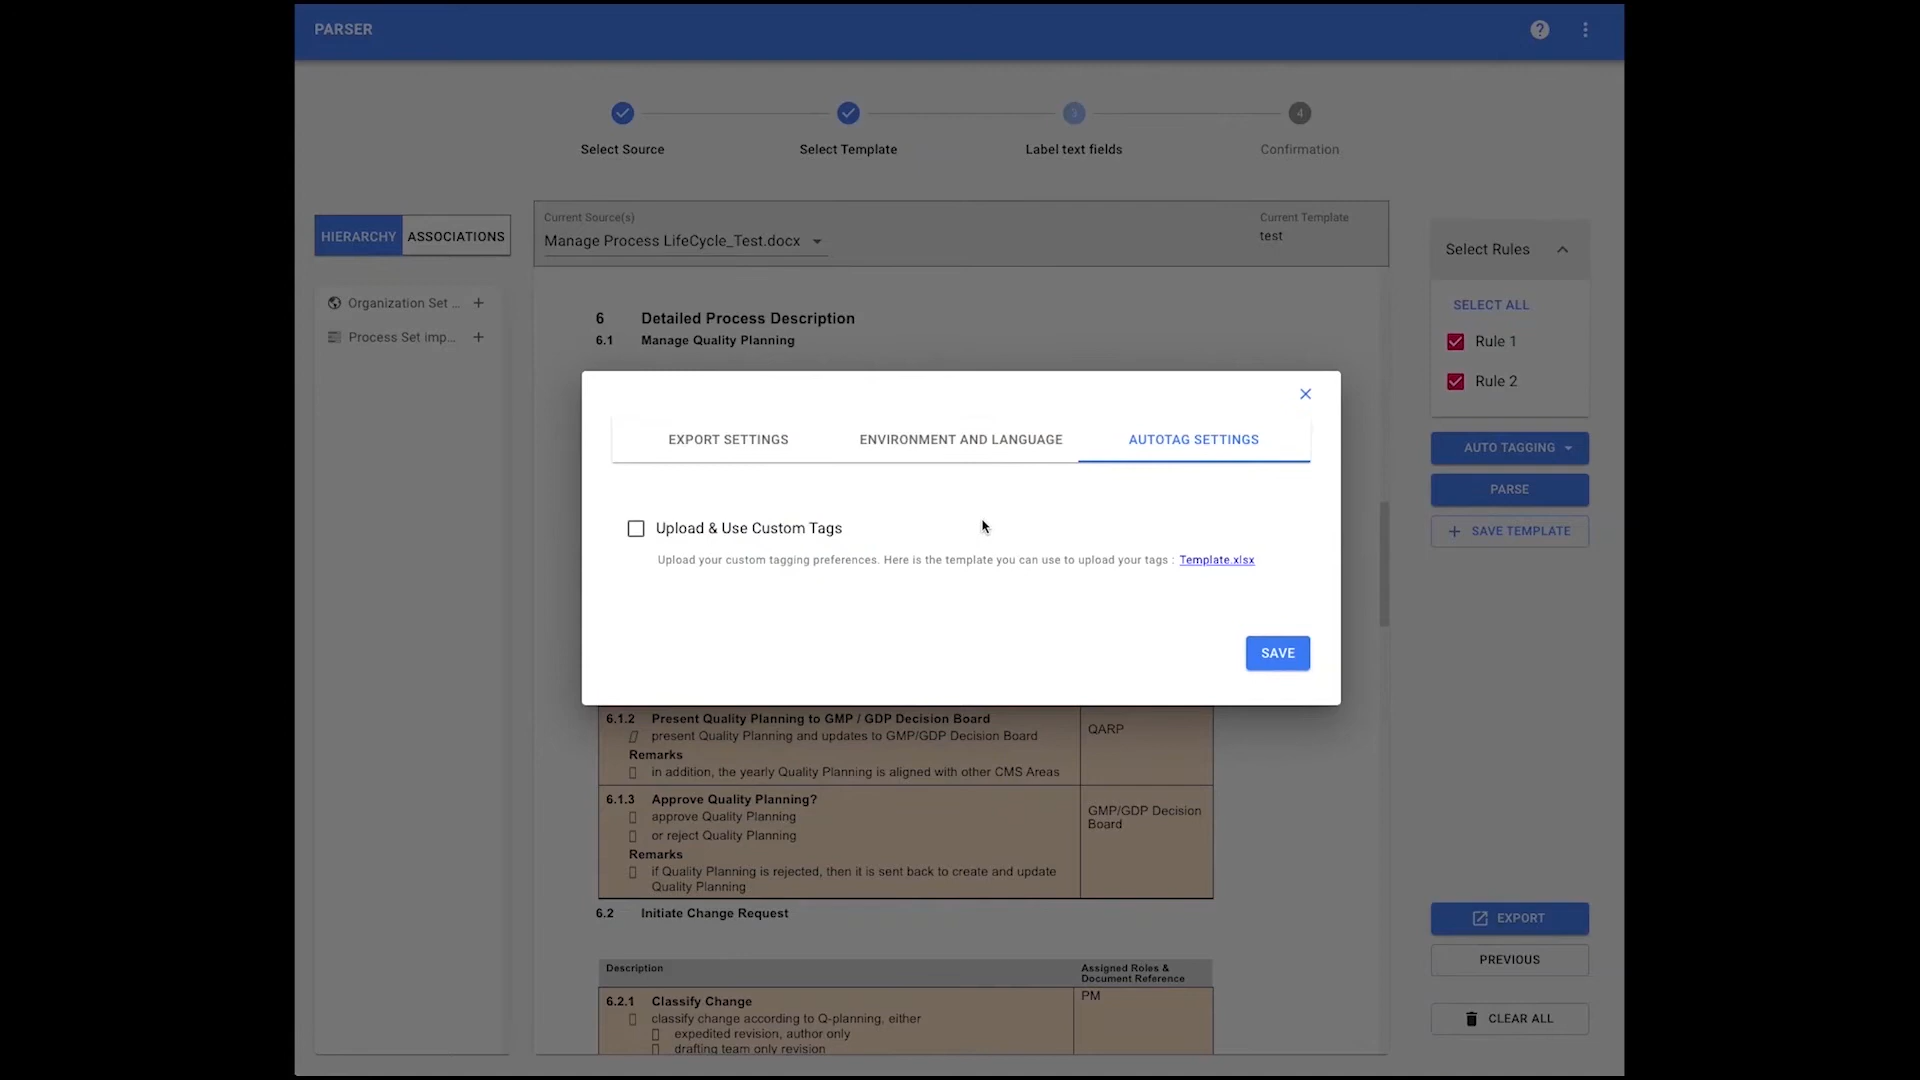 PARSER
?
3
4
Select Source
Select Template
Label text fields
Confirmation
HIERARCHY
ASSOCIATIONS
Current Source(s)
Manage Process LifeCycle_Test.docx
Current Template
test
Select Rules
SELECT ALL
Rule 1
Rule 2
Organization Set ...
Process Set imp...
6 Detailed Process Description
6.1 Manage Quality Planning
EXPORT SETTINGS
ENVIRONMENT AND LANGUAGE
AUTOTAG SETTINGS
Upload & Use Custom Tags
Upload your custom tagging preferences. Here is the template you can use to upload your tags : Template.xlsx
SAVE
AUTO TAGGING
PARSE
+ SAVE TEMPLATE
6.1.2 Present Quality Planning to GMP / GDP Decision Board
present Quality Planning and updates to GMP/GDP Decision Board
Remarks
in addition, the yearly Quality Planning is aligned with other CMS Areas
QARP
6.1.3 Approve Quality Planning?
approve Quality Planning
or reject Quality Planning
Remarks
if Quality Planning is rejected, then it is sent back to create and update
Quality Planning
GMP/GDP Decision
Board
6.2 Initiate Change Request
Description
Assigned Roles &
Document Reference
6.2.1 Classify Change
classify change according to Q-planning, either
expedited revision, author only
drafting team only revision
PM
EXPORT
PREVIOUS
CLEAR ALL